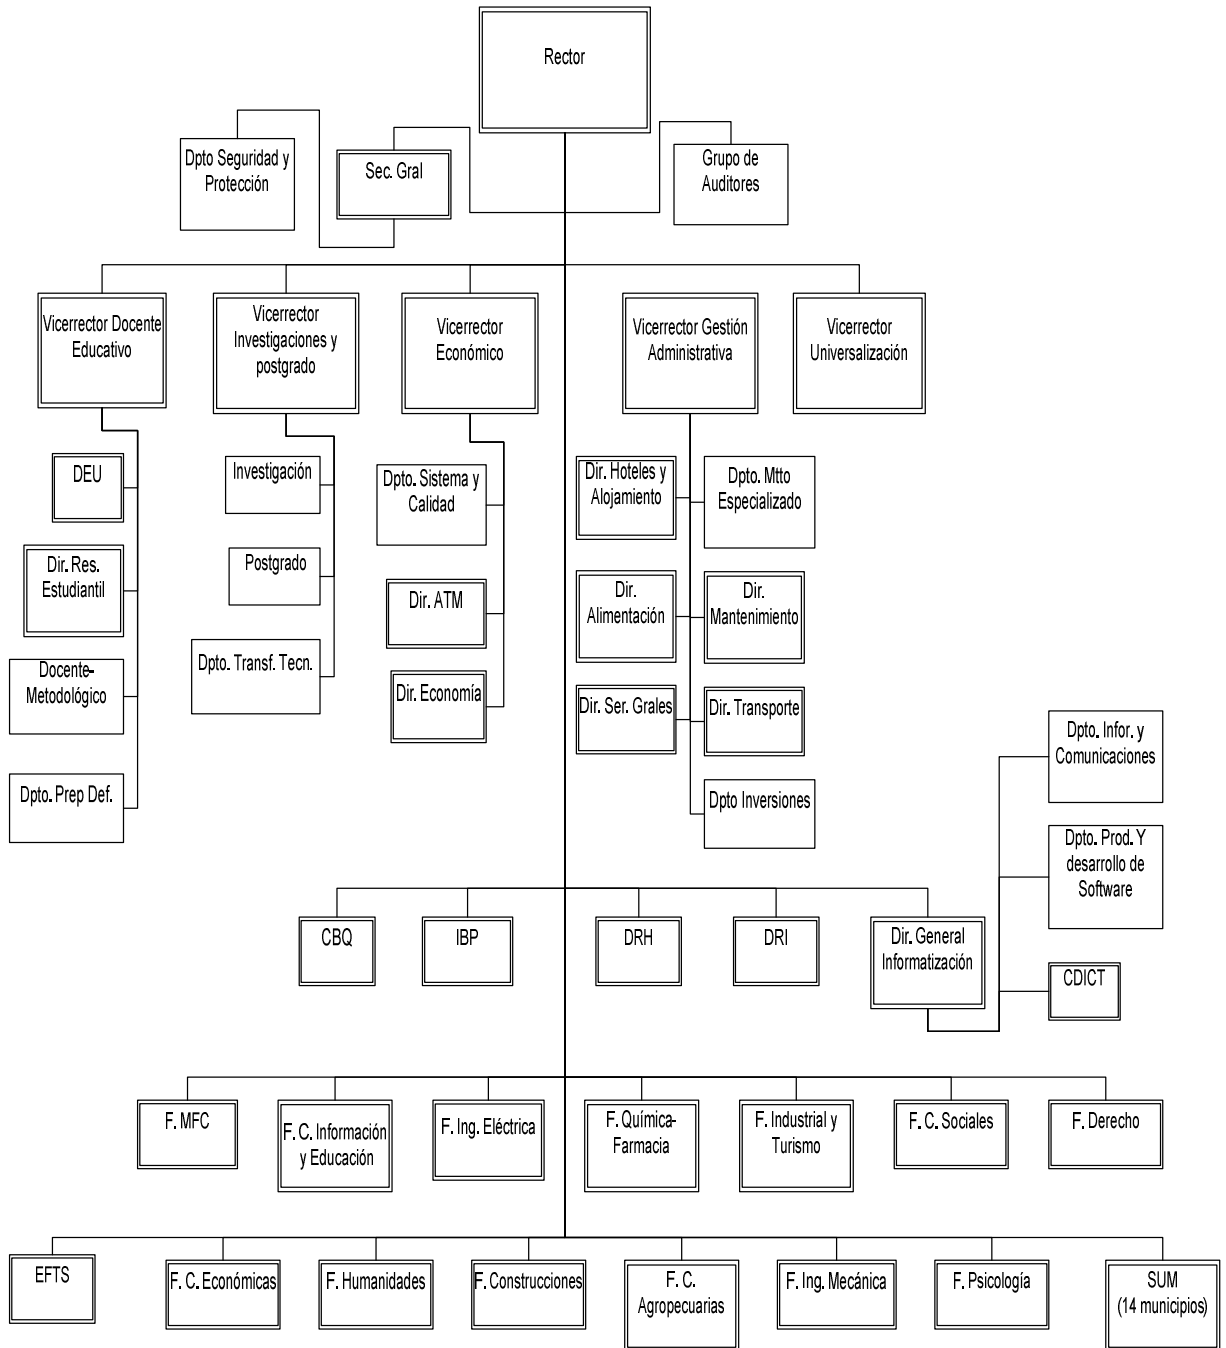 Rector
Dpto Seguridad y
Protección
Sec. Gral
Grupo de
Auditores
Vicerrector Docente
Educativo
Vicerrector
Investigaciones y
postgrado
Vicerrector
Económico
Vicerrector Gestión
Administrativa
Vicerrector
Universalización
DEU
Dir. Res.
Estudiantil
Docente-
Metodológico
Dpto. Prep Def.
Investigación
Postgrado
Dpto. Transf. Tecn.
Dpto. Sistema y
Calidad
Dir. ATM
Dir. Economía
Dir. Hoteles y
Alojamiento
Dpto. Mtto
Especializado
Dir.
Alimentación
Dir.
Mantenimiento
Dir. Ser. Grales
Dir. Transporte
Dpto Inversiones
CBQ
IBP
DRH
DRI
Dir. General
Informatización
Dpto. Infor. y
Comunicaciones
Dpto. Prod. Y
desarrollo de
Software
CDICT
F. MFC
F. C. Información
y Educación
F. Ing. Eléctrica
F. Química-
Farmacia
F. Industrial y
Turismo
F. C. Sociales
F. Derecho
EFTS
F. C. Económicas
F. Humanidades
F. Construcciones
F. C.
Agropecuarias
F. Ing. Mecánica
F. Psicología
SUM
(14 municipios)